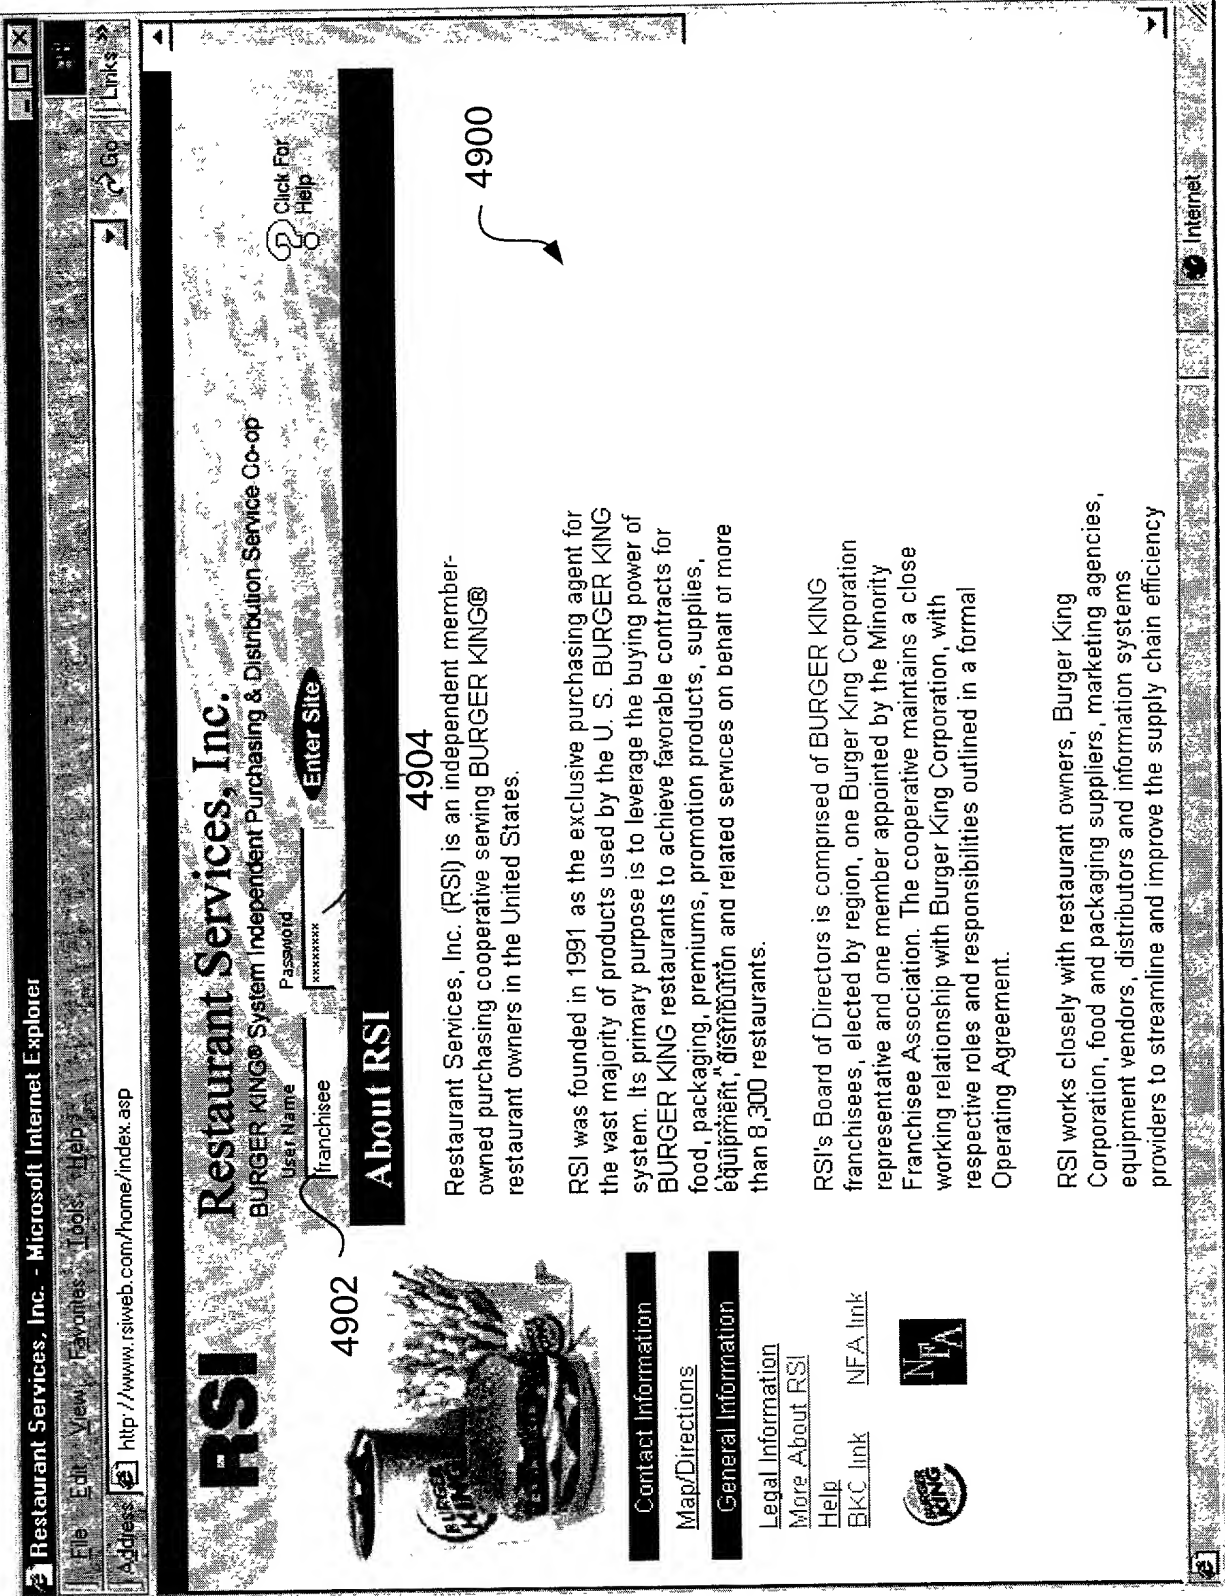 Restaurant Services, Inc. - Microsoft Internet Explorer
File Edit View Favorites Tools Help
Address http://www.rsiweb.com/home/index.asp Go Links »
RSI
Restaurant Services, Inc.
BURGER KING® System Independent Purchasing & Distribution Service Co-op
User Name Password
franchisee xxxxxxxx Enter Site
Click For
Help
4902
4904
4900
About RSI
Restaurant Services, Inc. (RSI) is an independent member-
owned purchasing cooperative serving BURGER KING®
restaurant owners in the United States.
RSI was founded in 1991 as the exclusive purchasing agent for
the vast majority of products used by the U. S. BURGER KING
system. Its primary purpose is to leverage the buying power of
BURGER KING restaurants to achieve favorable contracts for
food, packaging, premiums, promotion products, supplies,
equipment, distribution and related services on behalf of more
than 8,300 restaurants.
RSI's Board of Directors is comprised of BURGER KING
franchisees, elected by region, one Burger King Corporation
representative and one member appointed by the Minority
Franchisee Association. The cooperative maintains a close
working relationship with Burger King Corporation, with
respective roles and responsibilities outlined in a formal
Operating Agreement.
RSI works closely with restaurant owners, Burger King
Corporation, food and packaging suppliers, marketing agencies,
equipment vendors, distributors and information systems
providers to streamline and improve the supply chain efficiency
BURGER
KING
Contact Information
Map/Directions
General Information
Legal Information
More About RSI
Help
BKC link NFA link
BURGER
KING
NFA
Internet